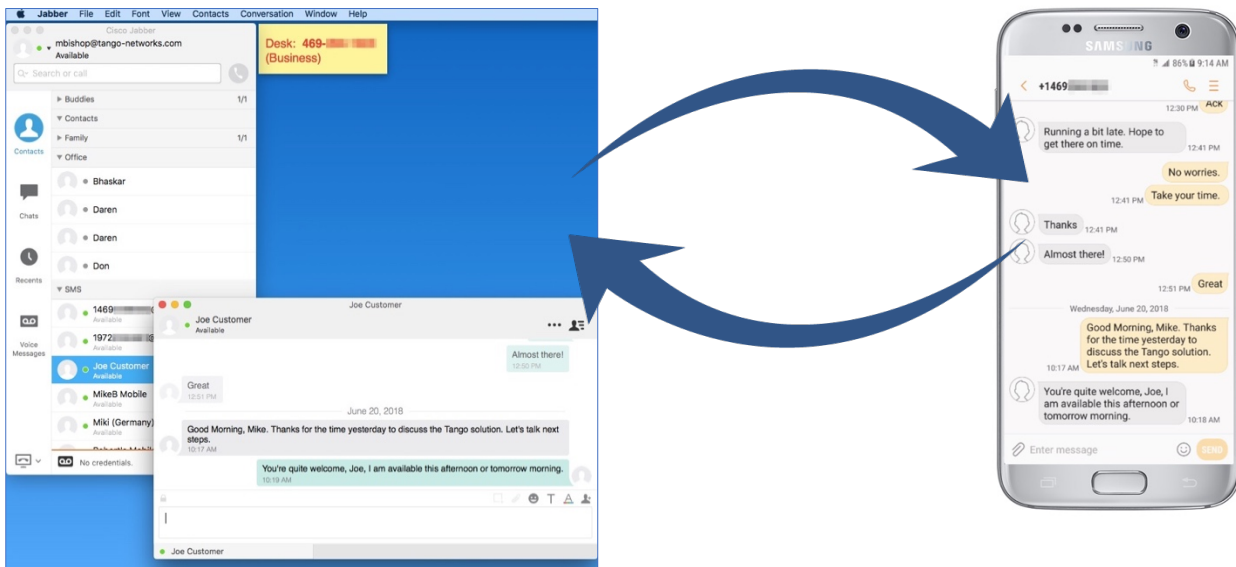 Jabber File Edit Font View Contacts Conversation Window Help
Cisco Jabber
mbishop@tango-networks.com
Available
Search or call
Contacts
Chats
Recents
Voice
Messages
Buddies 1/1
Contacts
Family 1/1
Office
Bhaskar
Daren
Daren
Don
SMS
1469
Available
1972
Available
Joe Customer
Available
MikeB Mobile
Available
Miki (Germany)
Available
No credentials.
Desk: 469-
(Business)
Joe Customer
Joe Customer
Available
Almost there!
12:50 PM
Great
12:51 PM
June 20, 2018
Good Morning, Mike. Thanks for the time yesterday to discuss the Tango solution. Let's talk next
steps.
10:17 AM
You're quite welcome, Joe, I am available this afternoon or tomorrow morning.
10:19 AM
Joe Customer
SAMSUNG
86% 9:14 AM
+1469
12:30 PM Ack
Running a bit late. Hope to
get there on time.
12:41 PM
No worries.
12:41 PM Take your time.
Thanks 12:41 PM
Almost there! 12:50 PM
12:51 PM Great
Wednesday, June 20, 2018
Good Morning, Mike. Thanks
for the time yesterday to
discuss the Tango solution.
10:17 AM Let's talk next steps.
You're quite welcome, Joe, I
am available this afternoon or
tomorrow morning. 10:18 AM
Enter message
SEND